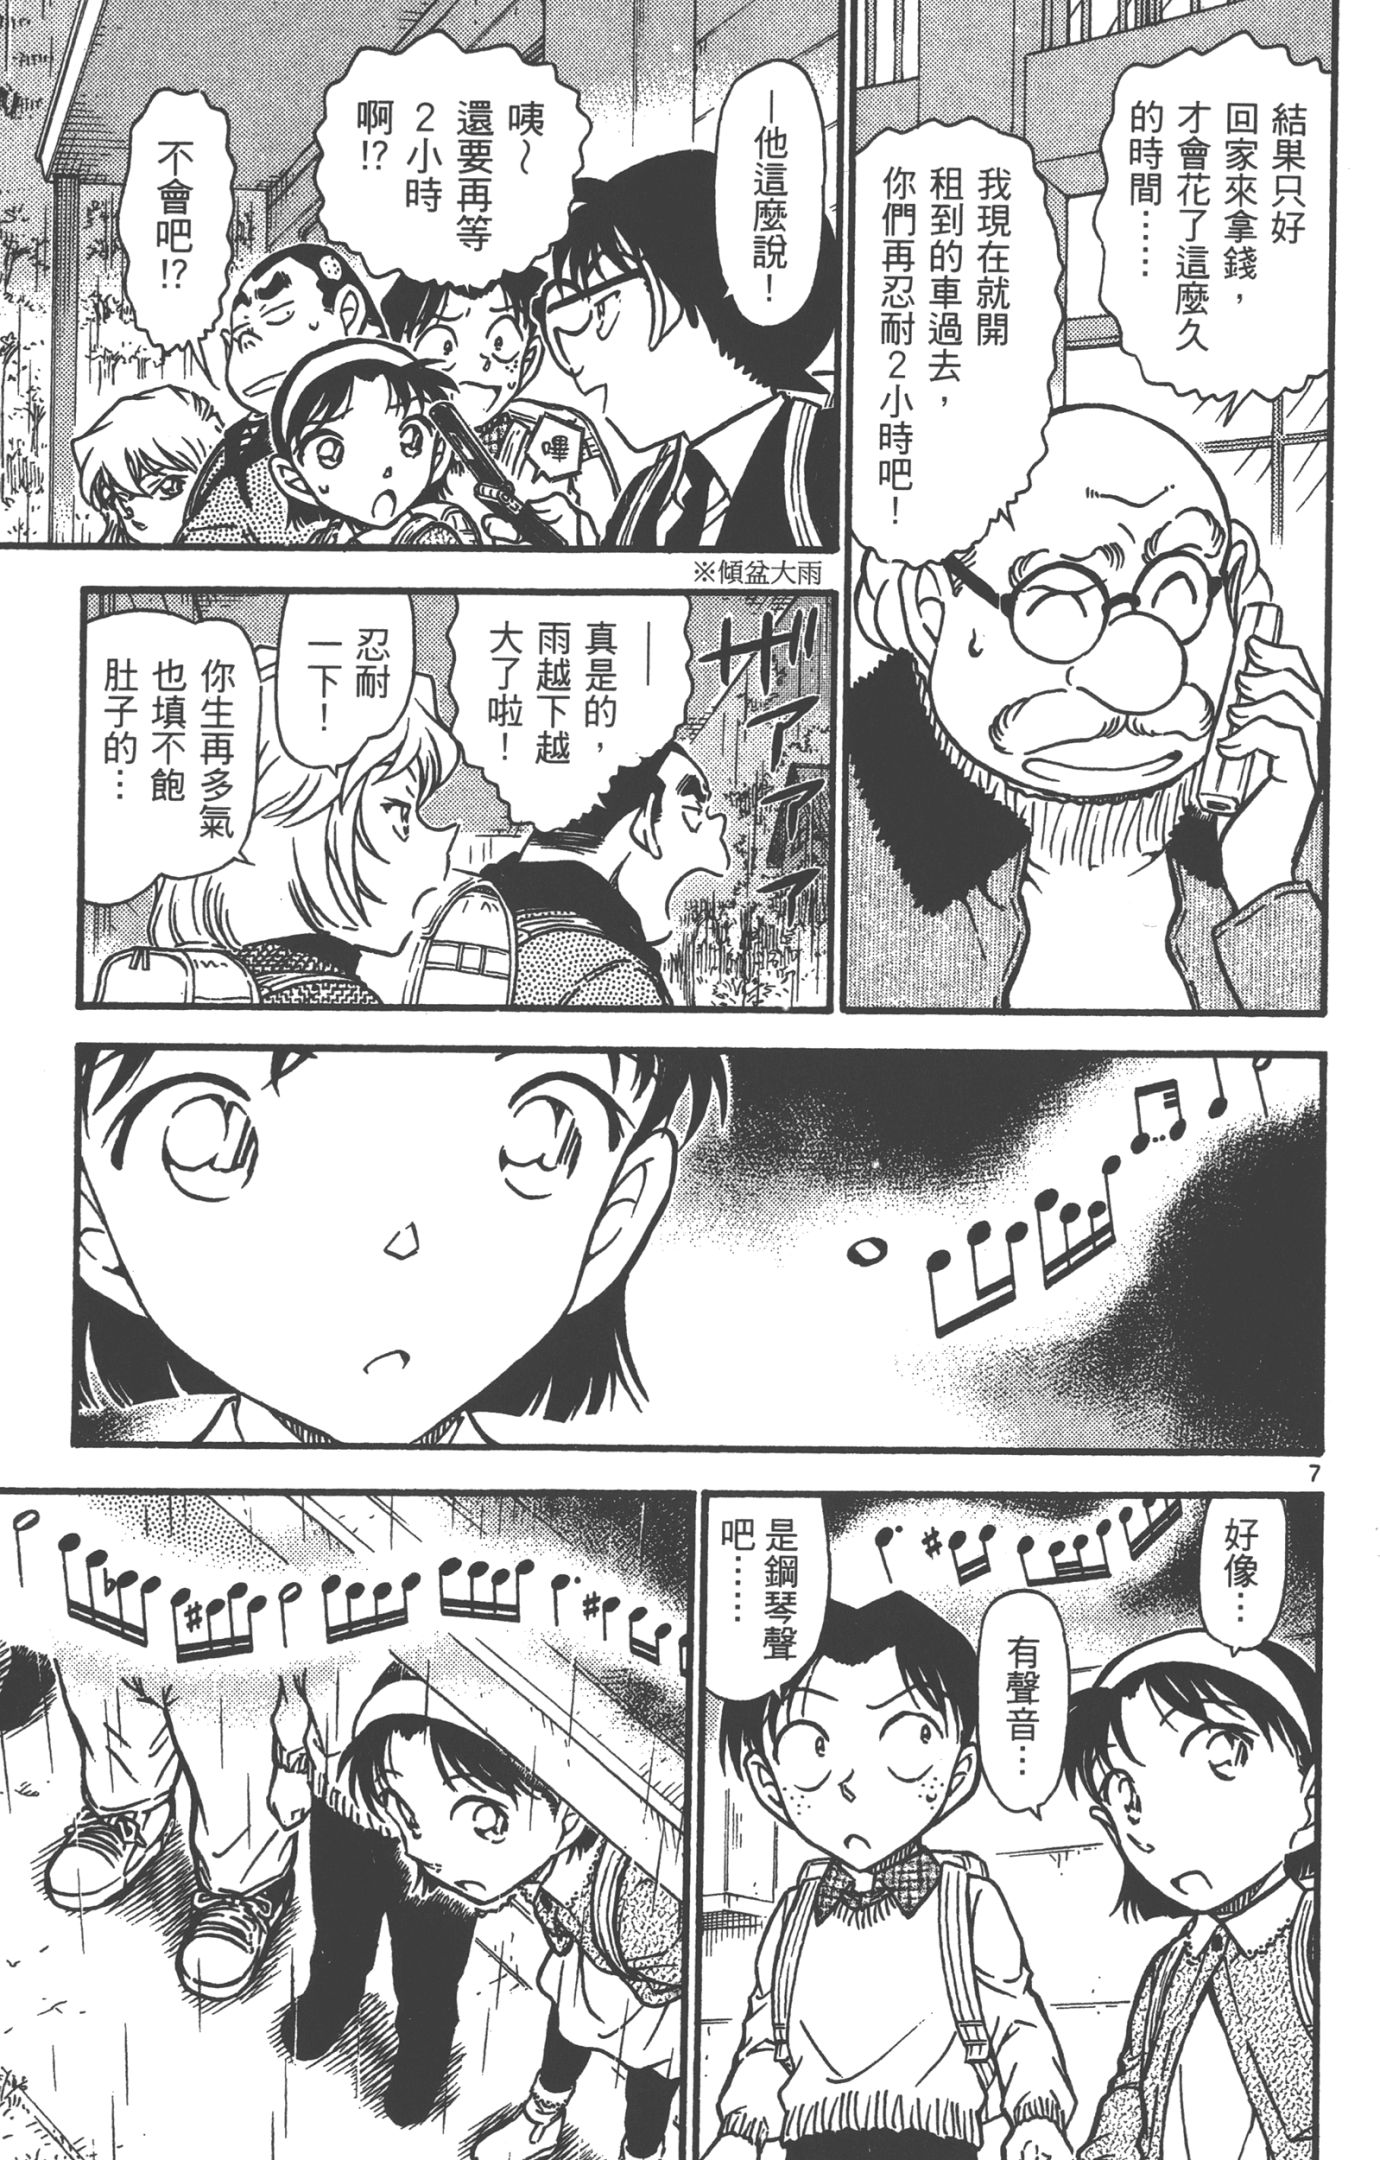 結果只好
回家來拿錢，
才會花了這麼久
的時間……
我現在就開
租到的車過去，
你們再忍耐2小時吧！
—他這麼說！
咦～
還要再等
2小時
啊!?
不會吧!?
嗶
※傾盆大雨
ザァァァ
——
真是的，
雨越下越
大了啦！
忍耐
一下！
你生再多氣
也填不飽
肚子的…
7
好像…
有聲音…
是鋼琴聲
吧……